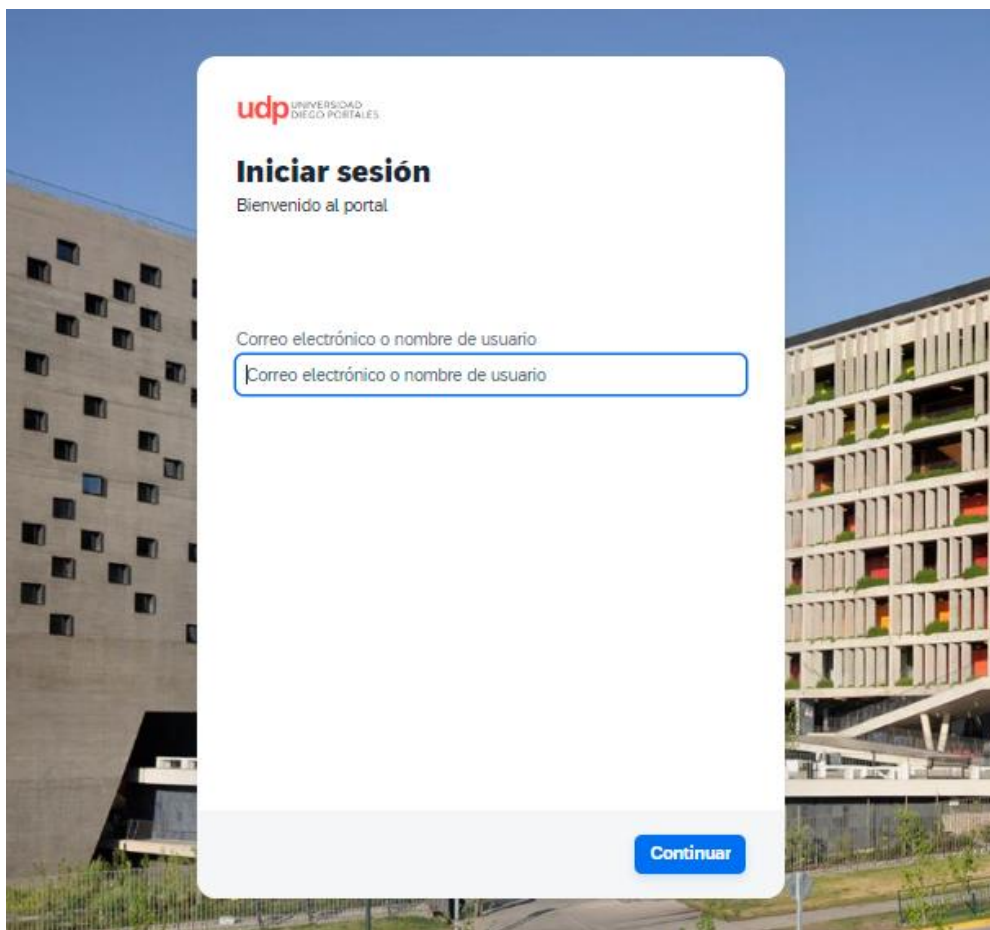 udp UNIVERSIDAD
DIEGO PORTALES
Iniciar sesión
Bienvenido al portal
Correo electrónico o nombre de usuario
Correo electrónico o nombre de usuario
Continuar